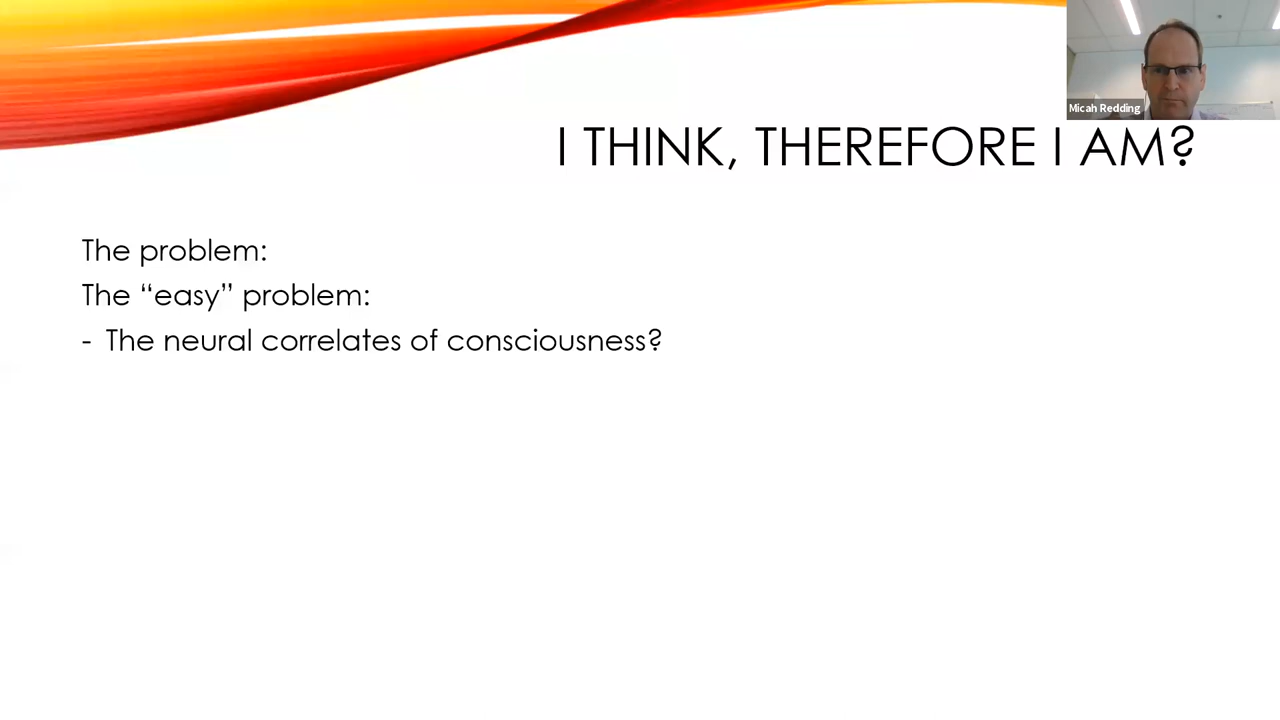 Micah Redding
I THINK, THEREFORE I AM?
The problem:
The “easy” problem:
- The neural correlates of consciousness?